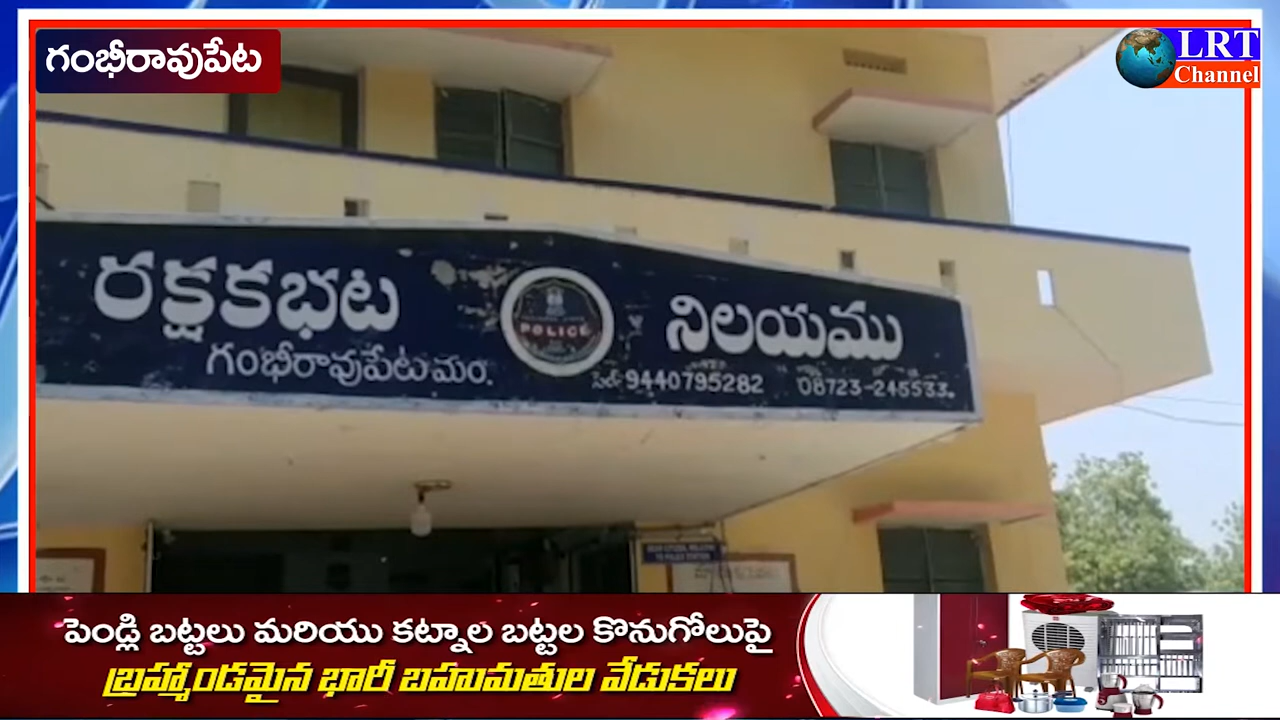 గంభీరావుపేట
LRT
Channel
రక్షకభట నిలయము
POLICE
గంభీరావుపేట మం.
సెల్ 9440795282 08723-245533.
పెండ్లి బట్టలు మరియు కట్నాల బట్టల కొనుగోలుపై
బ్రహ్మాండమైన భారీ బహుమతుల వేడుకలు